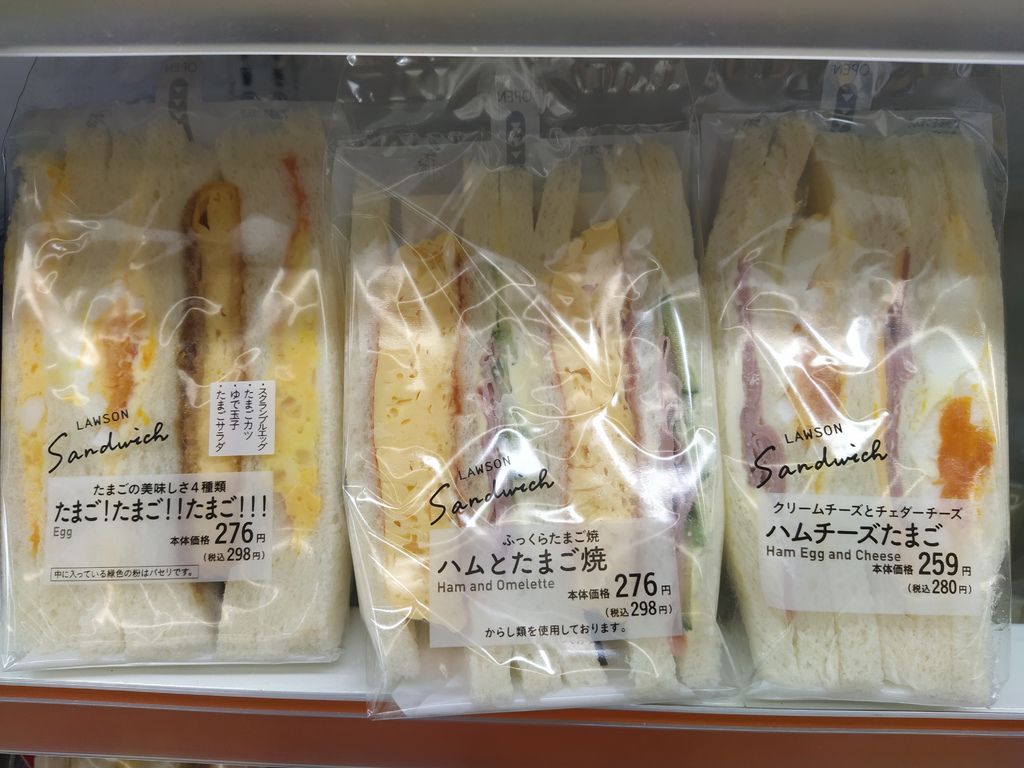 OPEN
LAWSON
Sandwich
・スクランブルエッグ
・たまごカツ
・ゆで玉子
・たまごサラダ
たまごの美味しさ4種類
たまご!たまご!!たまご!!!
Egg
本体価格 276円
(税込 298円)
中に入っている緑色の粉はパセリです。
OPEN
LAWSON
Sandwich
ふっくらたまご焼
ハムとたまご焼
Ham and Omelette
本体価格 276円
(税込 298円)
からし類を使用しております。
OPEN
LAWSON
Sandwich
クリームチーズとチェダーチーズ
ハムチーズたまご
Ham Egg and Cheese
本体価格 259円
(税込 280円)